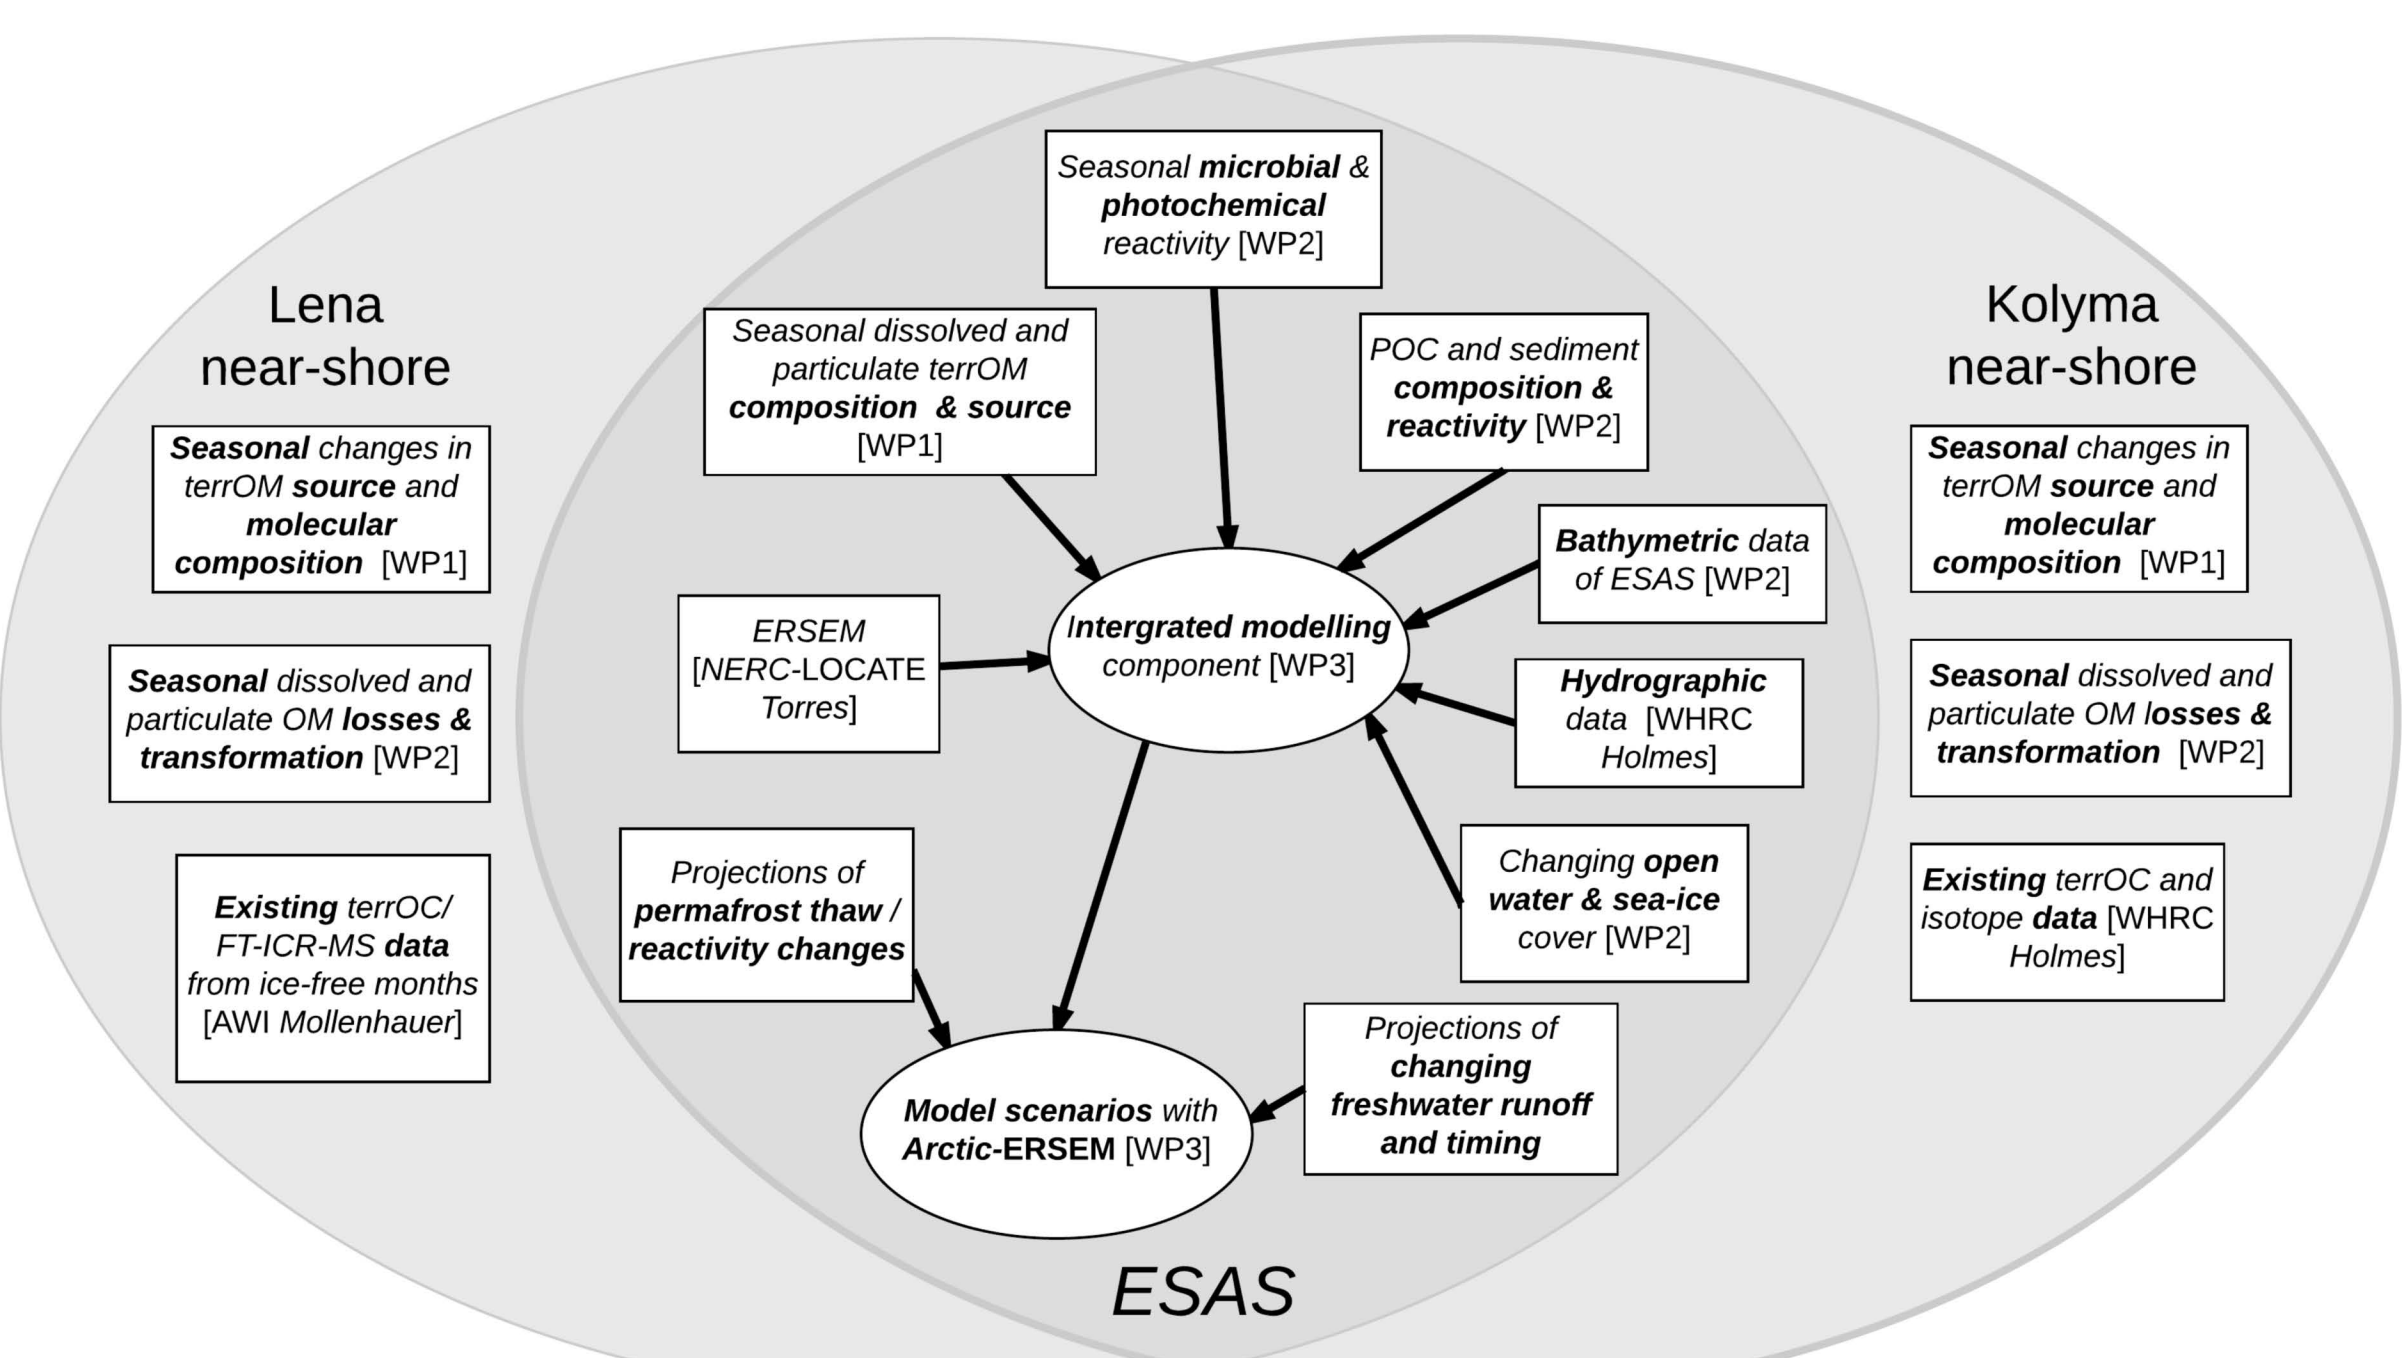 Seasonal microbial &
photochemical
reactivity [WP2]
Lena
near-shore
Seasonal changes in
terrOM source and
molecular
composition [WP1]
Seasonal dissolved and
particulate OM losses &
transformation [WP2]
Existing terrOC/
FT-ICR-MS data
from ice-free months
[AWI Mollenhauer]
Seasonal dissolved and
particulate terrOM
composition & source
[WP1]
POC and sediment
composition &
reactivity [WP2]
Bathymetric data
of ESAS [WP2]
ERSEM
[NERC-LOCATE
Torres]
Intergrated modelling
component [WP3]
Hydrographic
data [WHRC
Holmes]
Changing open
water & sea-ice
cover [WP2]
Projections of
permafrost thaw /
reactivity changes
Projections of
changing
freshwater runoff
and timing
Model scenarios with
Arctic-ERSEM [WP3]
ESAS
Kolyma
near-shore
Seasonal changes in
terrOM source and
molecular
composition [WP1]
Seasonal dissolved and
particulate OM losses &
transformation [WP2]
Existing terrOC and
isotope data [WHRC
Holmes]